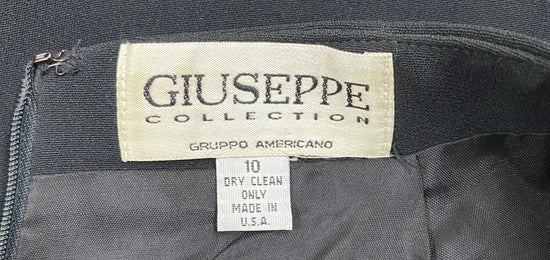 GIUSEPPE
COLLECTION
GRUPPO AMERICANO
10
DRY CLEAN
ONLY
MADE IN
U.S.A.